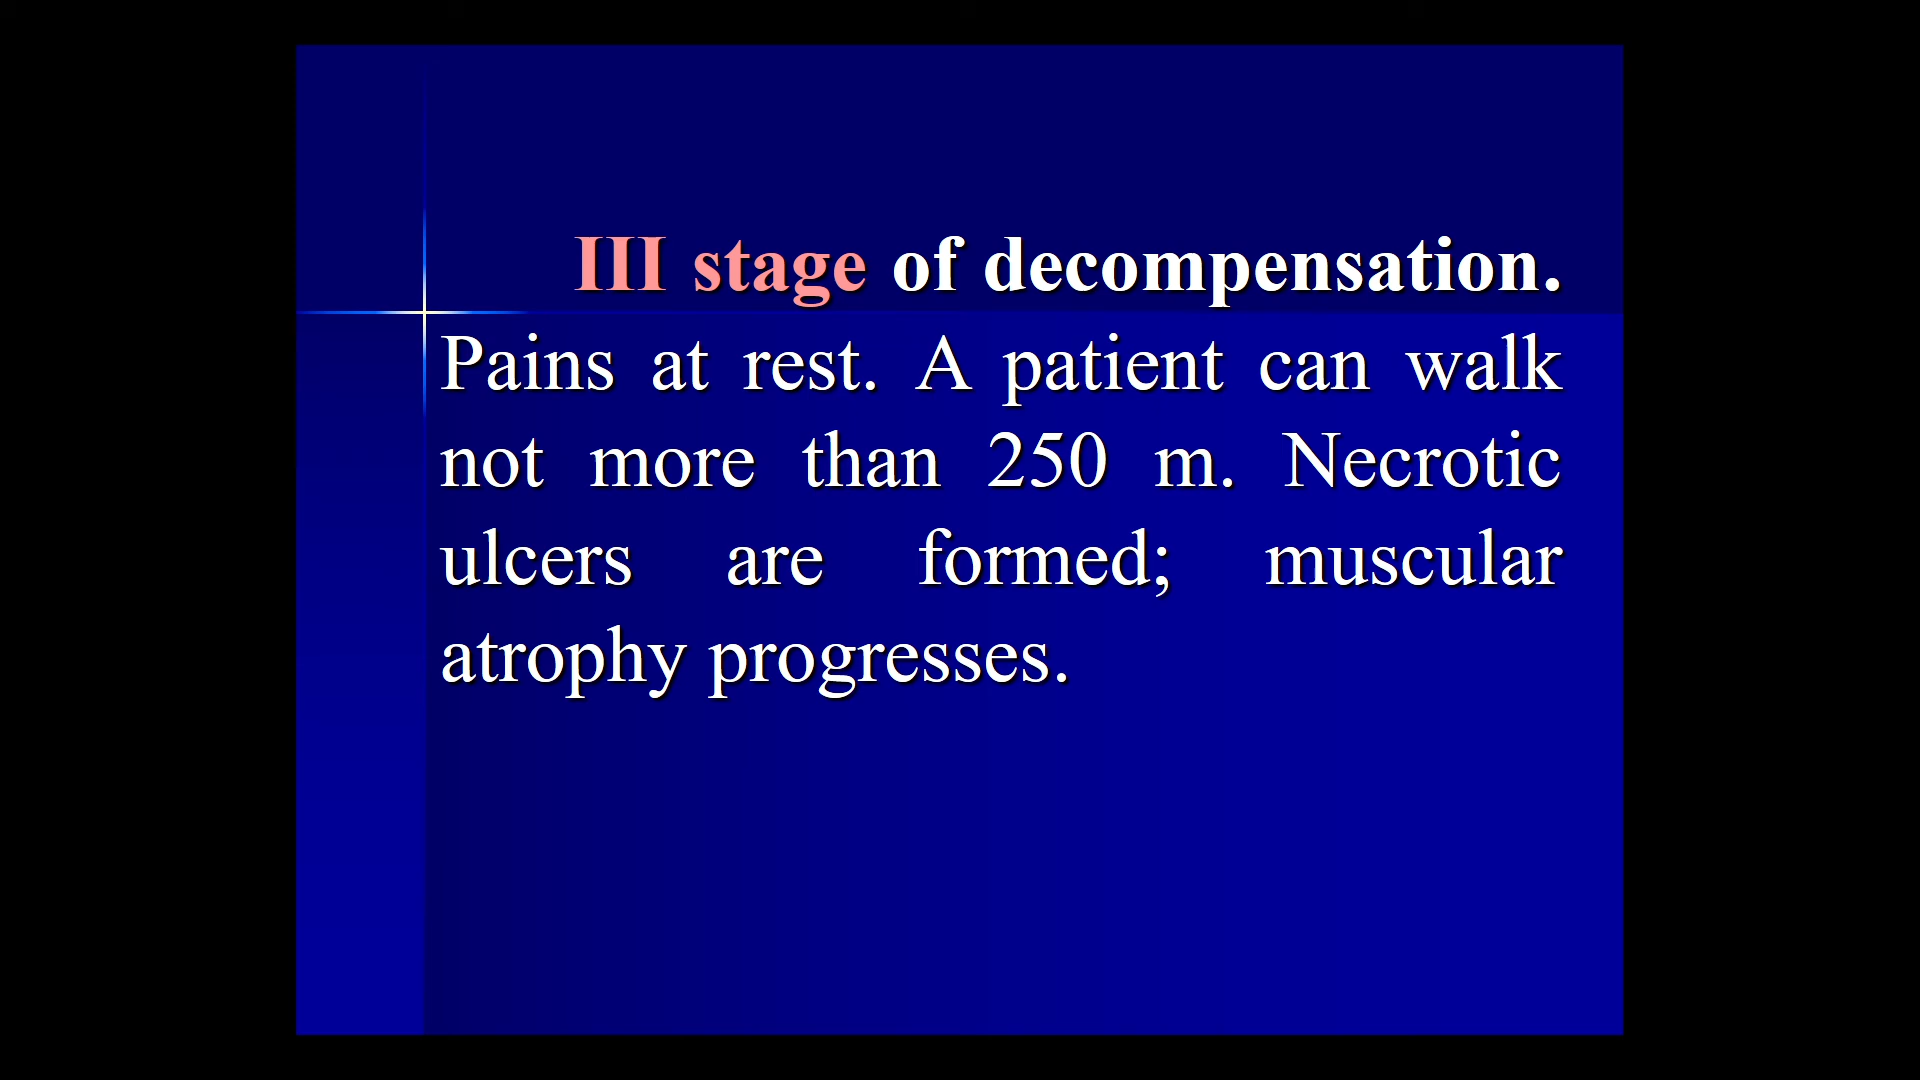 III stage of decompensation.
Pains at rest. A patient can walk
not more than 250 m. Necrotic
ulcers are formed; muscular
atrophy progresses.